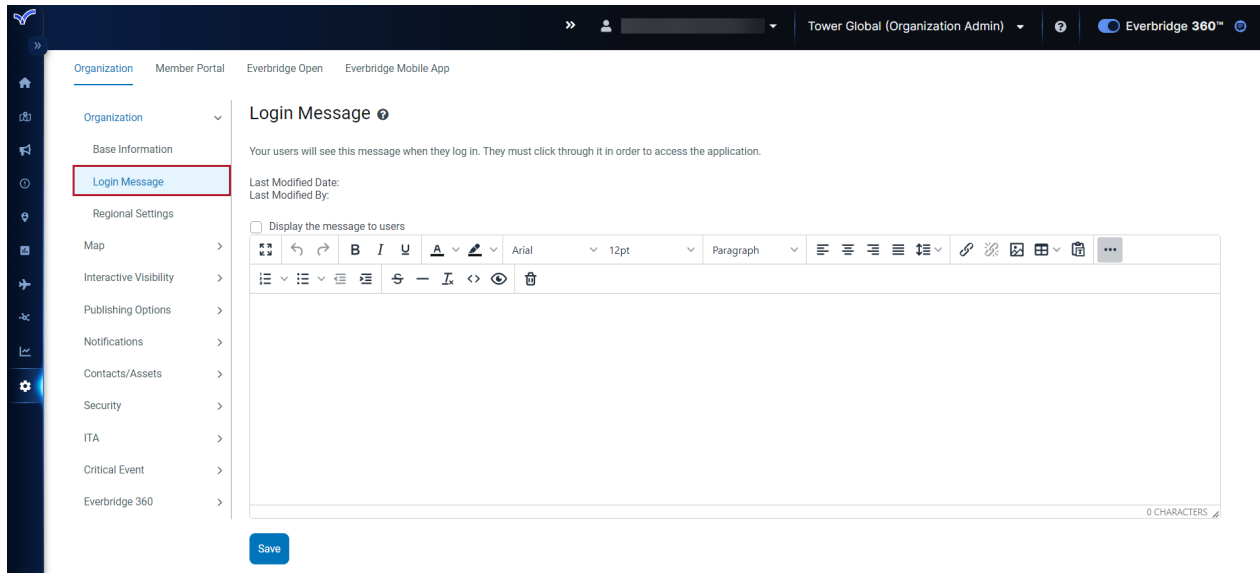 Tower Global (Organization Admin)
Everbridge 360™
Organization Member Portal Everbridge Open Everbridge Mobile App
Organization
Base Information
Login Message
Regional Settings
Map
Interactive Visibility
Publishing Options
Notifications
Contacts/Assets
Security
ITA
Critical Event
Everbridge 360
Login Message
Your users will see this message when they log in. They must click through it in order to access the application.
Last Modified Date:
Last Modified By:
Display the message to users
B I U A Arial 12pt Paragraph
0 CHARACTERS
Save